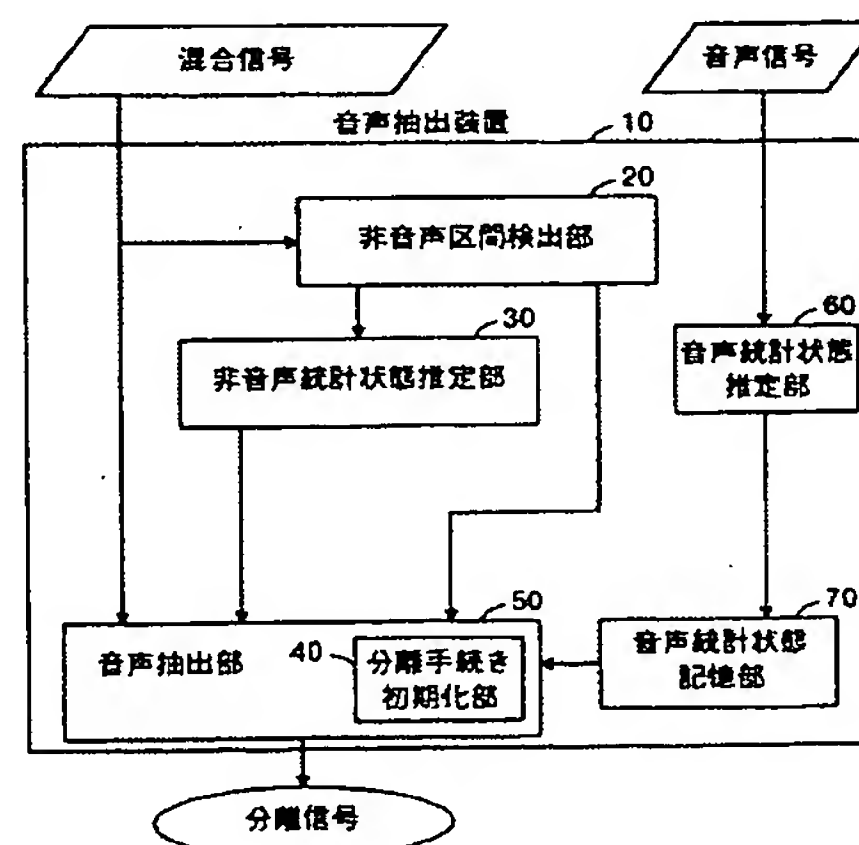 混合信号
音声信号
音声抽出装置
10
20
非音声区間検出部
30
非音声統計状態推定部
60
音声統計状態
推定部
50
音声抽出部
40
分離手続き
初期化部
70
音声統計状態
記憶部
分離信号